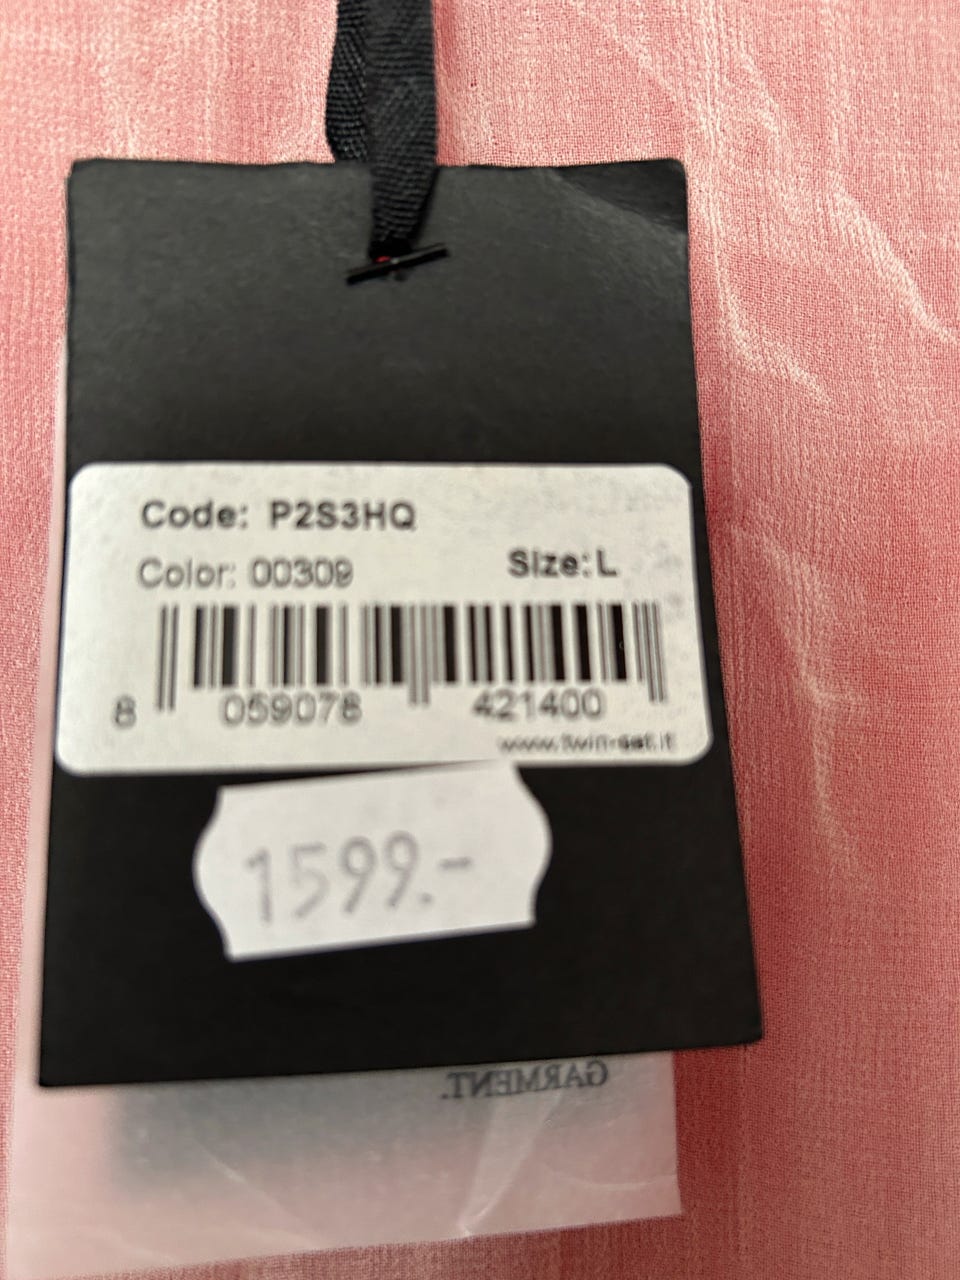 Code: P2S3HQ
Color: 00309
Size: L
8 059078 421400
www.twin-set.it
1599.-
GARMENT.